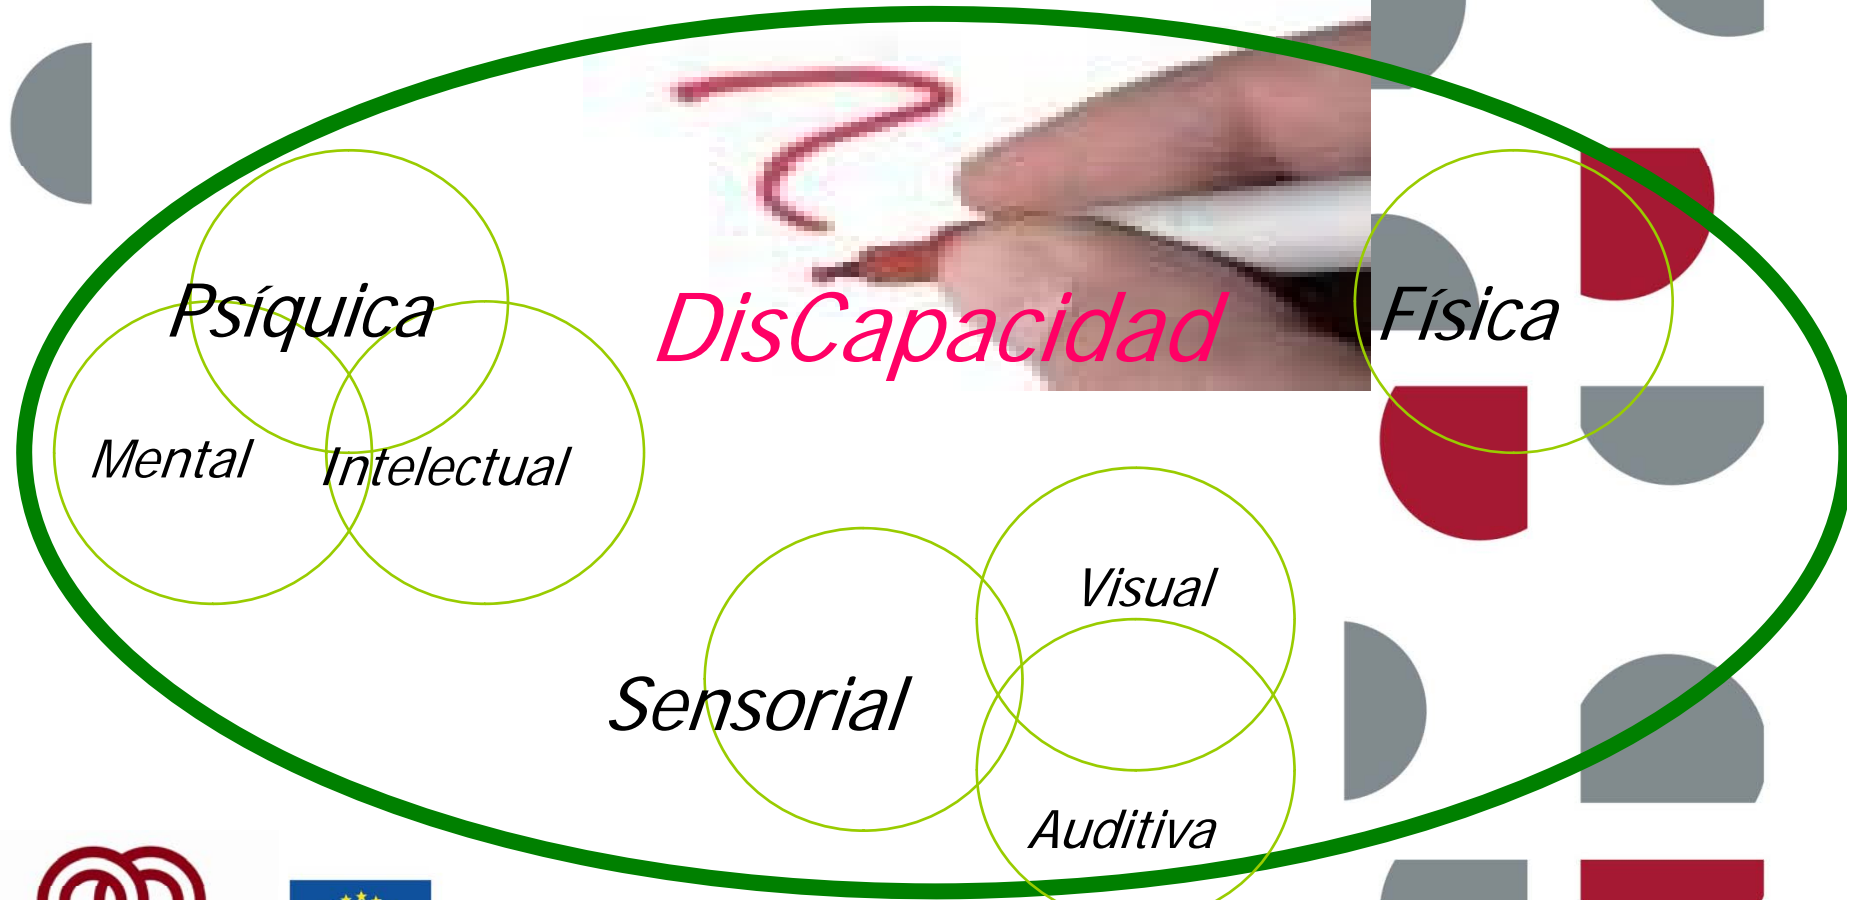 Psíquica
DisCapacidad
Física
Mental
Intelectual
Visual
Sensorial
Auditiva